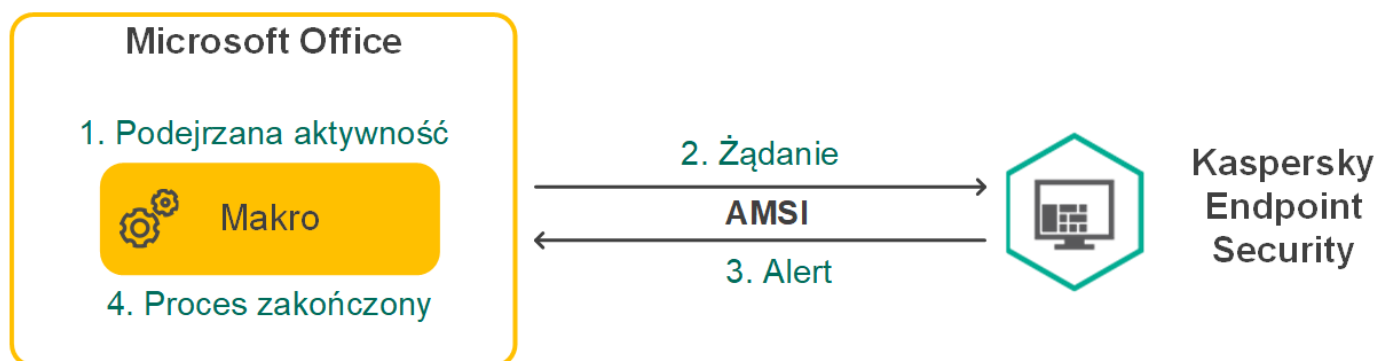 Microsoft Office
1. Podejrzana aktywność
Makro
4. Proces zakończony
2. Żądanie
AMSI
3. Alert
Kaspersky
Endpoint
Security